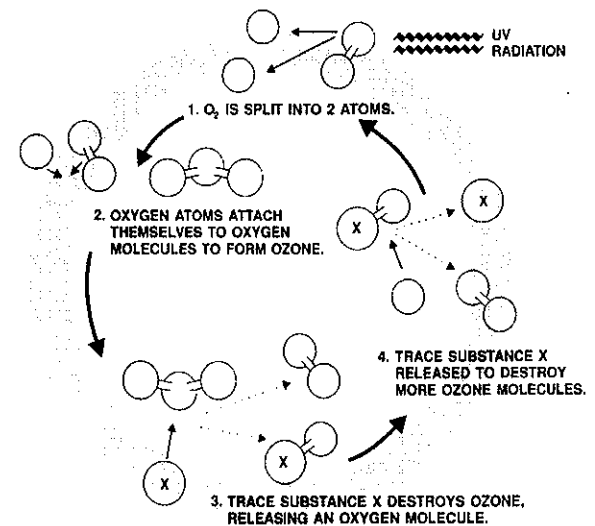 UV
RADIATION
1. O₂ IS SPLIT INTO 2 ATOMS.
2. OXYGEN ATOMS ATTACH
THEMSELVES TO OXYGEN
MOLECULES TO FORM OZONE.
X
X
4. TRACE SUBSTANCE X
RELEASED TO DESTROY
MORE OZONE MOLECULES.
X
X
3. TRACE SUBSTANCE X DESTROYS OZONE,
RELEASING AN OXYGEN MOLECULE.